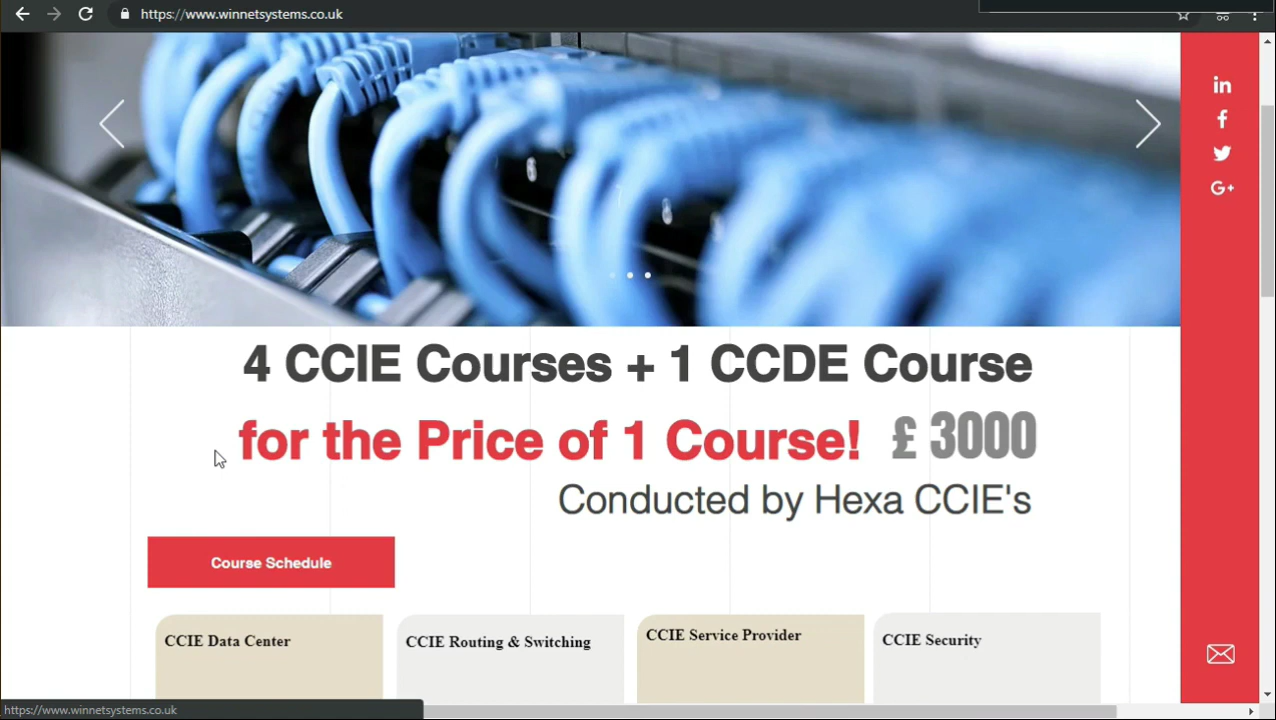 https://www.winnetsystems.co.uk
in
f
G+
4 CCIE Courses + 1 CCDE Course
for the Price of 1 Course! £ 3000
Conducted by Hexa CCIE's
Course Schedule
CCIE Data Center
CCIE Routing & Switching
CCIE Service Provider
CCIE Security
https://www.winnetsystems.co.uk